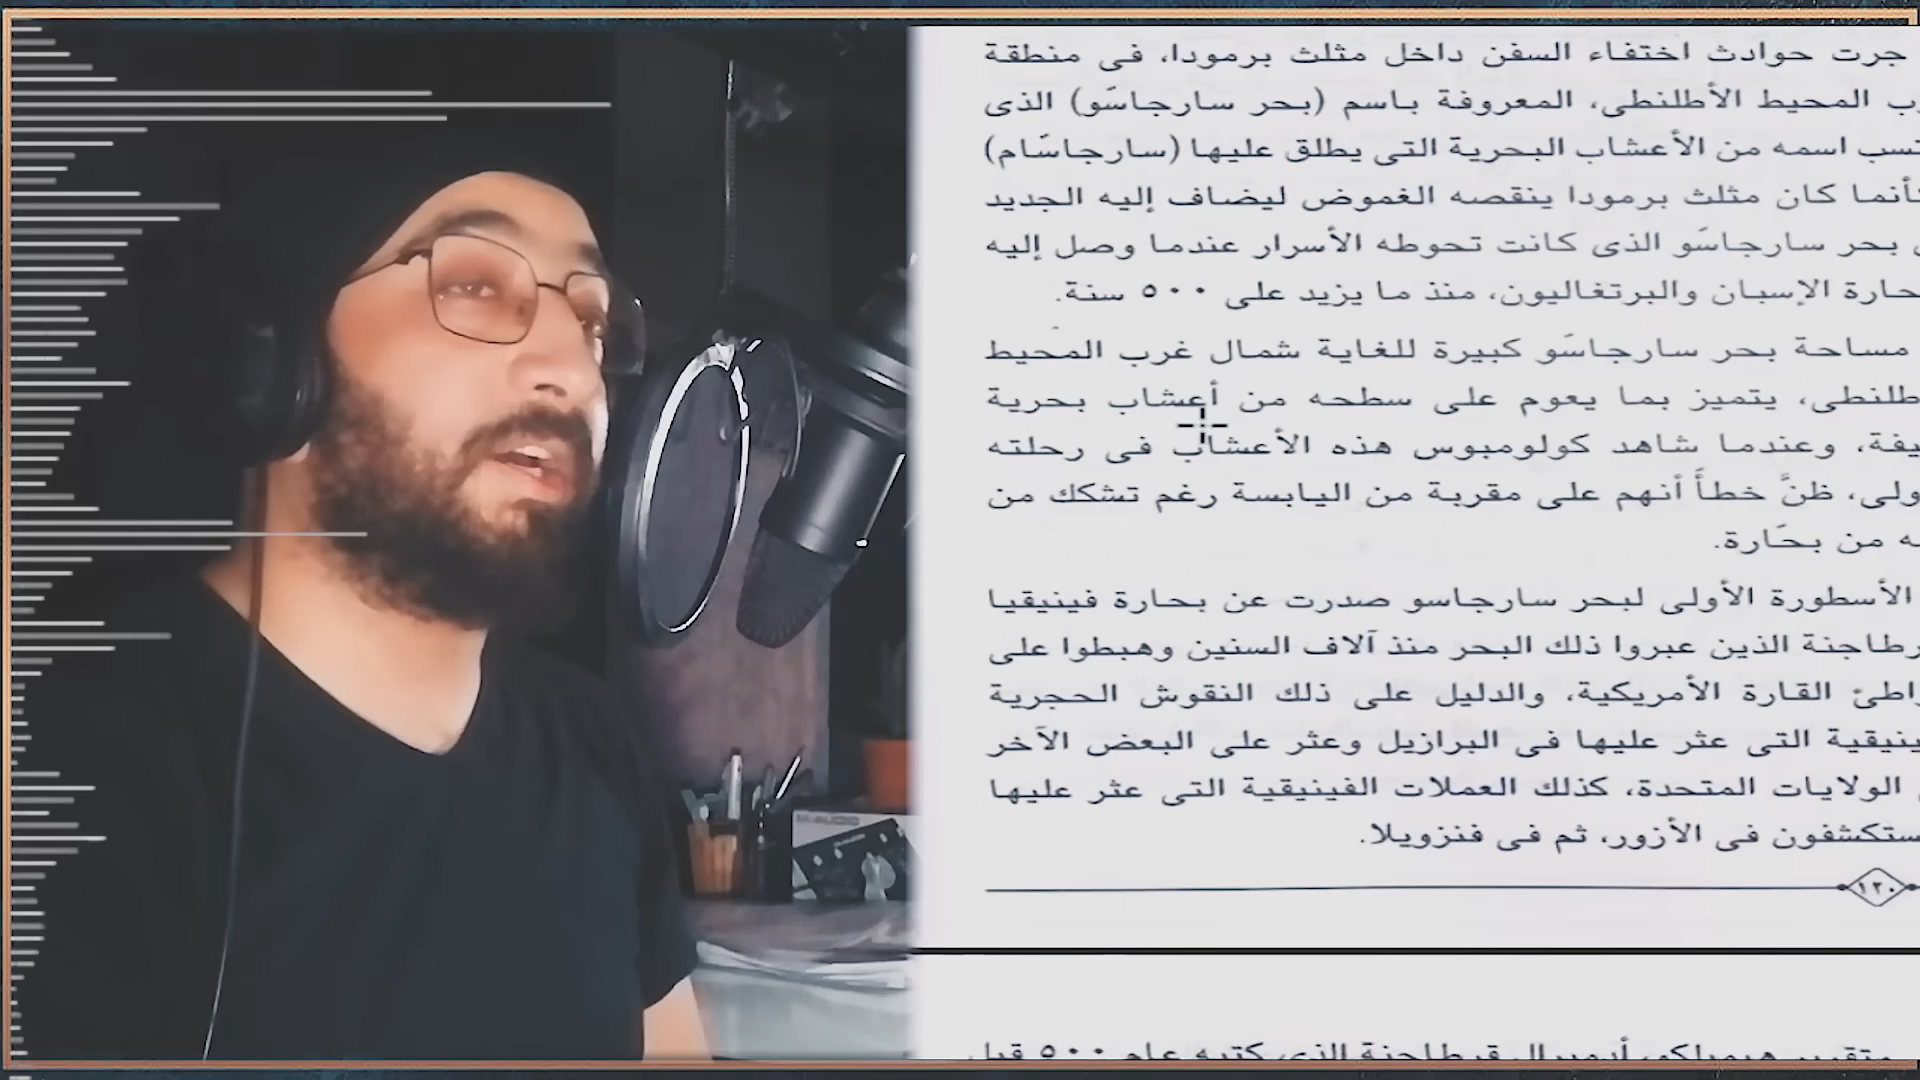 جرت حوادث اختفاء السفن داخل مثلث برمودا، فى منطقة
المحيط الأطلنطى، المعروفة باسم (بحر سارجاسّو) الذى
اسمه من الأعشاب البحرية التى يطلق عليها (سارجاسّام)
كان مثلث برمودا ينقصه الغموض ليضاف إليه الجديد
بحر سارجاسّو الذى كانت تحوطه الأسرار عندما وصل إليه
الإسبان والبرتغاليون، منذ ما يزيد على ٥٠٠ سنة.
مساحة بحر سارجاسّو كبيرة للغاية شمال غرب المحيط
يتميز بما يعوم على سطحه من أعشاب بحرية
وعندما شاهد كولومبوس هذه الأعشاب فى رحلته
ظنَّ خطأً أنهم على مقربة من اليابسة رغم تشكك من
من بحّارة.
الأسطورة الأولى لبحر سارجاسو صدرت عن بحارة فينيقيا
الذين عبروا ذلك البحر منذ آلاف السنين وهبطوا على
القارة الأمريكية، والدليل على ذلك النقوش الحجرية
التى عثر عليها فى البرازيل وعثر على البعض الآخر
الولايات المتحدة، كذلك العملات الفينيقية التى عثر عليها
فى الأزور، ثم فى فنزويلا.
١٢٠
M-AUDIO